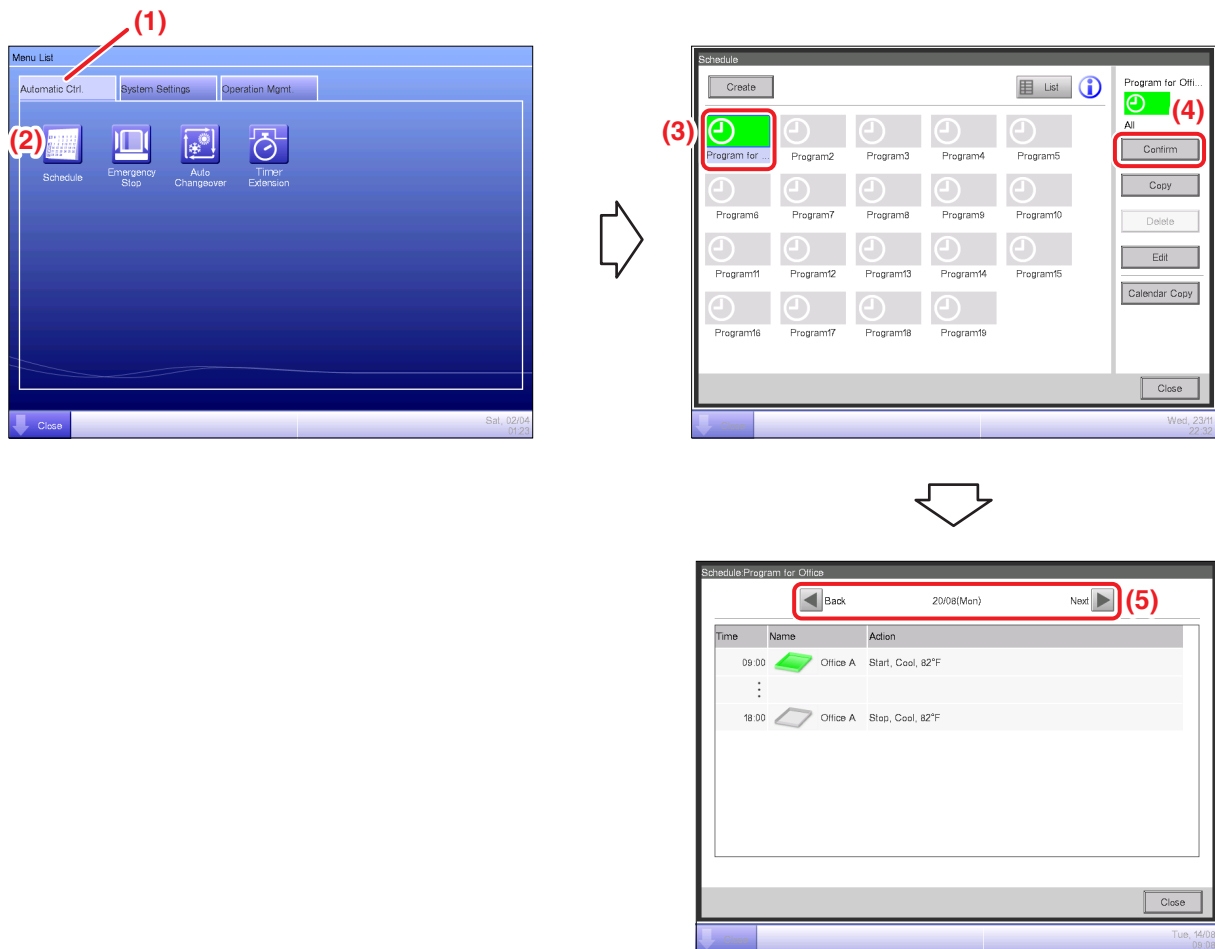 (1)
Menu List
Automatic Ctrl.
System Settings
Operation Mgmt.
(2)
Schedule
Emergency
Stop
Auto
Changeover
Timer
Extension
Close
Sat, 02/04
01:23
Schedule
Create
List
Program for Offi...
(4)
All
(3)
Program for ...
Program2
Program3
Program4
Program5
Confirm
Copy
Program6
Program7
Program8
Program9
Program10
Delete
Edit
Program11
Program12
Program13
Program14
Program15
Calendar Copy
Program16
Program17
Program18
Program19
Close
Wed, 23/11
22:32
Schedule Program for Office
Back
20/08(Mon)
Next
(5)
Time
Name
Action
09:00
Office A
Start, Cool, 82°F
18:00
Office A
Stop, Cool, 82°F
Close
Tue, 14/08